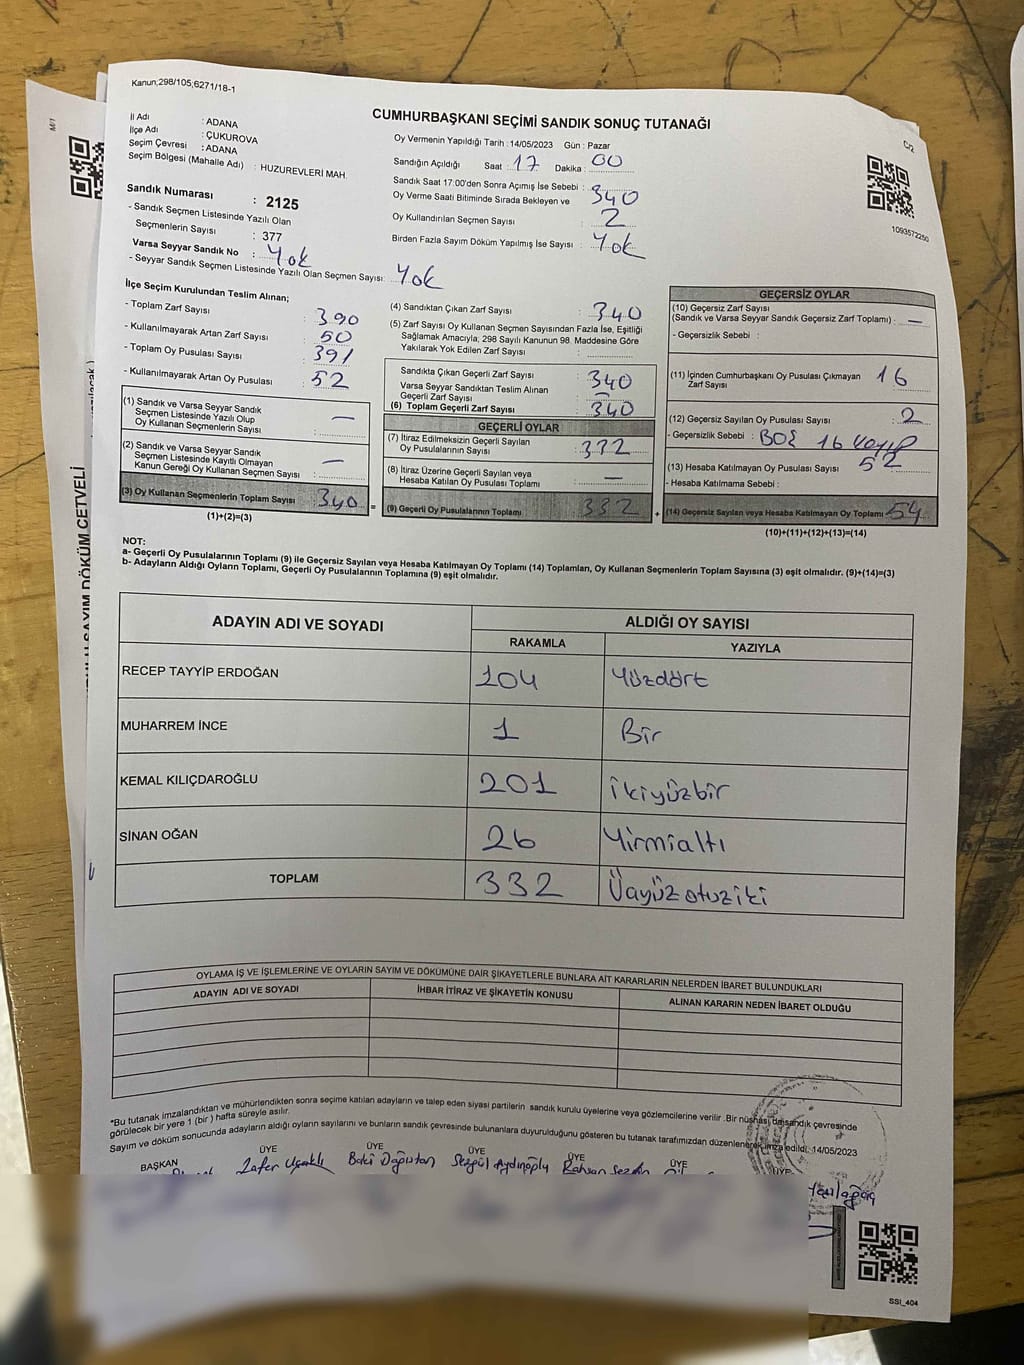 Kanun;298/105;6271/18-1
CUMHURBAŞKANI SEÇİMİ SANDIK SONUÇ TUTANAĞI
İl Adı : ADANA
İlçe Adı : ÇUKUROVA
Seçim Çevresi : ADANA
Seçim Bölgesi (Mahalle Adı) : HUZUREVLERİ MAH.
Sandık Numarası : 2125
- Sandık Seçmen Listesinde Yazılı Olan
Seçmenlerin Sayısı : 377
Varsa Seyyar Sandık No : Yok
- Seyyar Sandık Seçmen Listesinde Yazılı Olan Seçmen Sayısı: Yok
Oy Vermenin Yapıldığı Tarih : 14/05/2023 Gün : Pazar
Sandığın Açıldığı Saat : 17 Dakika : 00
Sandık Saat 17:00'den Sonra Açımış İse Sebebi :
Oy Verme Saati Bitiminde Sırada Bekleyen ve 340
Oy Kullandırılan Seçmen Sayısı : 2
Birden Fazla Sayım Döküm Yapılmış İse Sayısı : Yok
C/2
1093572250
İlçe Seçim Kurulundan Teslim Alınan;
- Toplam Zarf Sayısı : 390
- Kullanılmayarak Artan Zarf Sayısı : 50
- Toplam Oy Pusulası Sayısı : 391
- Kullanılmayarak Artan Oy Pusulası : 52
(1) Sandık ve Varsa Seyyar Sandık
Seçmen Listesinde Yazılı Olup
Oy Kullanan Seçmenlerin Sayısı : —
(2) Sandık ve Varsa Seyyar Sandık
Seçmen Listesinde Kayıtlı Olmayan
Kanun Gereği Oy Kullanan Seçmen Sayısı : —
(3) Oy Kullanan Seçmenlerin Toplam Sayısı : 340 =
(1)+(2)=(3)
(4) Sandıktan Çıkan Zarf Sayısı : 340
(5) Zarf Sayısı Oy Kullanan Seçmen Sayısından Fazla İse, Eşitliği
Sağlamak Amacıyla, 298 Sayılı Kanunun 98. Maddesine Göre
Yakılarak Yok Edilen Zarf Sayısı :
Sandıkta Çıkan Geçerli Zarf Sayısı : 340
Varsa Seyyar Sandıktan Teslim Alınan
Geçerli Zarf Sayısı :
(6) Toplam Geçerli Zarf Sayısı : 340
GEÇERLİ OYLAR
(7) İtiraz Edilmeksizin Geçerli Sayılan
Oy Pusulalarının Sayısı : 332
(8) İtiraz Üzerine Geçerli Sayılan veya
Hesaba Katılan Oy Pusulası Toplamı : —
(9) Geçerli Oy Pusulalarının Toplamı : 332 +
GEÇERSİZ OYLAR
(10) Geçersiz Zarf Sayısı
(Sandık ve Varsa Seyyar Sandık Geçersiz Zarf Toplamı) : —
- Geçersizlik Sebebi :
(11) İçinden Cumhurbaşkanı Oy Pusulası Çıkmayan
Zarf Sayısı : 16
(12) Geçersiz Sayılan Oy Pusulası Sayısı : 2
- Geçersizlik Sebebi : BOŞ 16 kayıp
(13) Hesaba Katılmayan Oy Pusulası Sayısı : 52
- Hesaba Katılmama Sebebi :
(14) Geçersiz Sayılan veya Hesaba Katılmayan Oy Toplamı : 54
(10)+(11)+(12)+(13)=(14)
NOT:
a- Geçerli Oy Pusulalarının Toplamı (9) ile Geçersiz Sayılan veya Hesaba Katılmayan Oy Toplamı (14) Toplamları, Oy Kullanan Seçmenlerin Toplam Sayısına (3) eşit olmalıdır. (9)+(14)=(3)
b- Adayların Aldığı Oyların Toplamı, Geçerli Oy Pusulalarının Toplamına (9) eşit olmalıdır.
ADAYIN ADI VE SOYADI ALDIĞI OY SAYISI
RAKAMLA YAZIYLA
RECEP TAYYİP ERDOĞAN 104 Yüzdört
MUHARREM İNCE 1 Bir
KEMAL KILIÇDAROĞLU 201 ikiyüzbir
SİNAN OĞAN 26 Yirmialtı
TOPLAM 332 Üçyüzotuziki
OYLAMA İŞ VE İŞLEMLERİNE VE OYLARIN SAYIM VE DÖKÜMÜNE DAİR ŞİKAYETLERLE BUNLARA AİT KARARLARIN NELERDEN İBARET BULUNDUKLARI
ADAYIN ADI VE SOYADI İHBAR İTİRAZ VE ŞİKAYETİN KONUSU ALINAN KARARIN NEDEN İBARET OLDUĞU
*Bu tutanak imzalandıktan ve mühürlendikten sonra seçime katılan adayların ve talep eden siyasi partilerin sandık kurulu üyelerine veya gözlemcilerine verilir .Bir nüshası da sandık çevresinde
görülecek bir yere 1 (bir ) hafta süreyle asılır.
Sayım ve döküm sonucunda adayların aldığı oyların sayılarını ve bunların sandık çevresinde bulunanlara duyurulduğunu gösteren bu tutanak tarafımızdan düzenlenerek imza edildi. 14/05/2023
BAŞKAN ÜYE ÜYE ÜYE ÜYE ÜYE ÜYE
Zafer Uşaklı Baki Dağıstan Sezgül Aydınoğlu
SSİ_404
M/1
SAYIM DÖKÜM CETVELİ